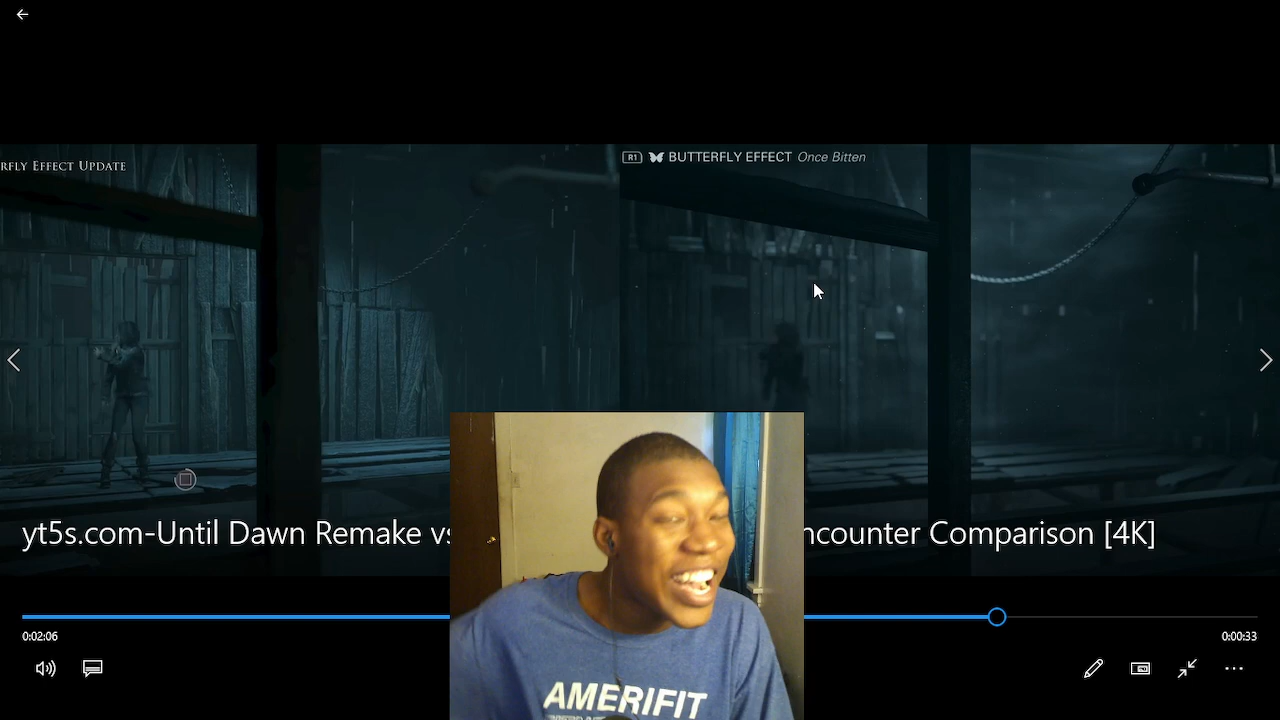 RFLY EFFECT UPDATE
R1 BUTTERFLY EFFECT Once Bitten
yt5s.com-Until Dawn Remake vs
ncounter Comparison [4K]
0:02:06
0:00:33
AMERIFIT